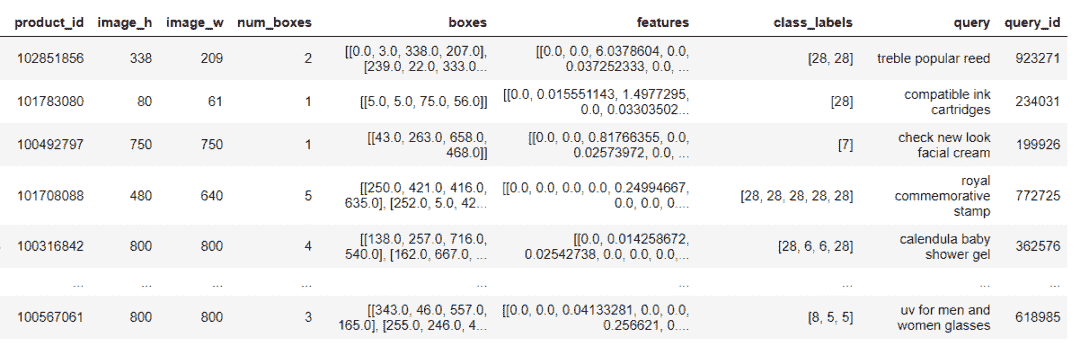 product_id image_h image_w num_boxes boxes features class_labels query query_id
102851856 338 209 2 [[0.0, 3.0, 338.0, 207.0], [239.0, 22.0, 333.0... [[0.0, 0.0, 6.0378604, 0.0, 0.037252333, 0.0, ... [28, 28] treble popular reed 923271
101783080 80 61 1 [[5.0, 5.0, 75.0, 56.0]] [[0.0, 0.015551143, 1.4977295, 0.0, 0.03303502... [28] compatible ink cartridges 234031
100492797 750 750 1 [[43.0, 263.0, 658.0, 468.0]] [[0.0, 0.0, 0.81766355, 0.0, 0.02573972, 0.0, ... [7] check new look facial cream 199926
101708088 480 640 5 [[250.0, 421.0, 416.0, 635.0], [252.0, 5.0, 42... [[0.0, 0.0, 0.0, 0.0, 0.24994667, 0.0, 0.0, 0.... [28, 28, 28, 28, 28] royal commemorative stamp 772725
100316842 800 800 4 [[138.0, 257.0, 716.0, 540.0], [162.0, 667.0, ... [[0.0, 0.014258672, 0.02542738, 0.0, 0.0, 0.0,... [28, 6, 6, 28] calendula baby shower gel 362576
... ... ... ... ... ... ... ... ...
100567061 800 800 3 [[343.0, 46.0, 557.0, 165.0], [255.0, 246.0, 4... [[0.0, 0.0, 0.04133281, 0.0, 0.0, 0.256621, 0.... [8, 5, 5] uv for men and women glasses 618985